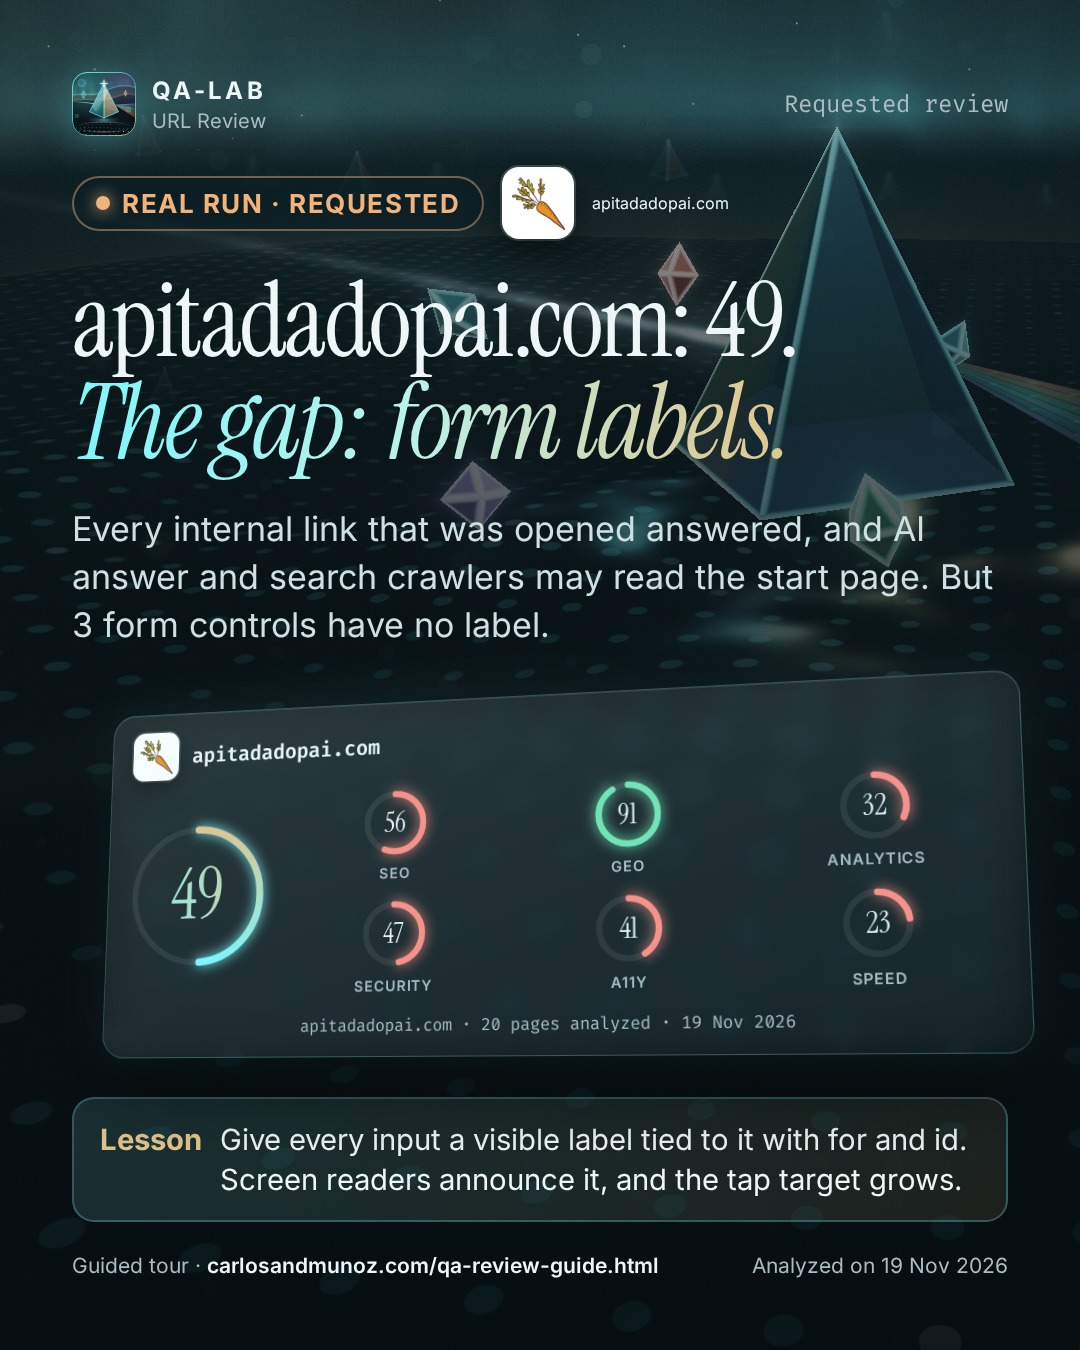 QA-LAB
URL Review
Requested review
REAL RUN · REQUESTED
apitadadopai.com
apitadadopai.com: 49.
The gap: form labels.
Every internal link that was opened answered, and AI
answer and search crawlers may read the start page. But
3 form controls have no label.
apitadadopai.com
49
56
SEO
91
GEO
32
ANALYTICS
47
SECURITY
41
A11Y
23
SPEED
apitadadopai.com · 20 pages analyzed · 19 Nov 2026
Lesson Give every input a visible label tied to it with for and id.
Screen readers announce it, and the tap target grows.
Guided tour · carlosandmunoz.com/qa-review-guide.html
Analyzed on 19 Nov 2026